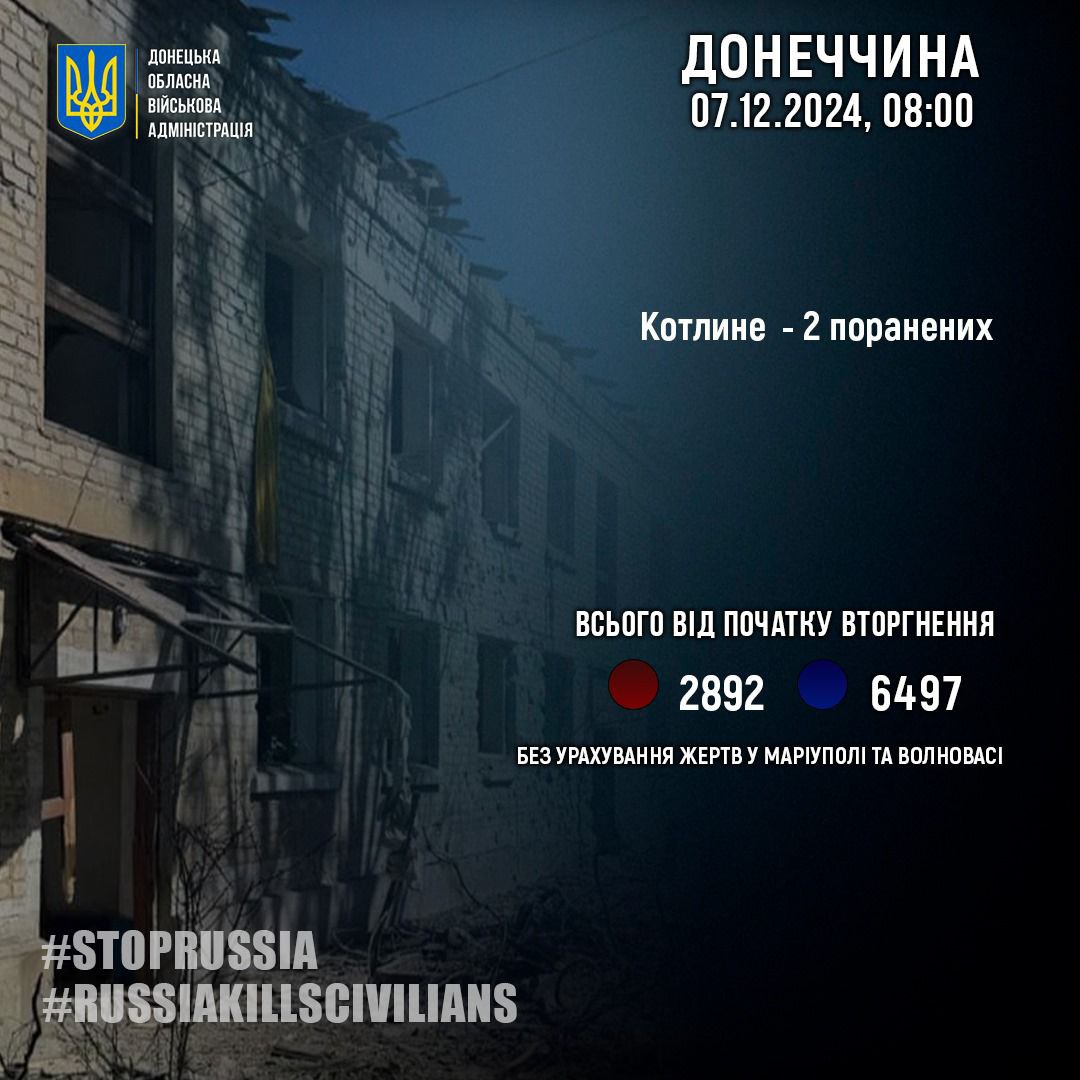 ДОНЕЦЬКА
ОБЛАСНА
ВІЙСЬКОВА
АДМІНІСТРАЦІЯ
ДОНЕЧЧИНА
07.12.2024, 08:00
Котлине - 2 поранених
ВСЬОГО ВІД ПОЧАТКУ ВТОРГНЕННЯ
2892 6497
БЕЗ УРАХУВАННЯ ЖЕРТВ У МАРІУПОЛІ ТА ВОЛНОВАСІ
#STOPRUSSIA
#RUSSIAKILLSCIVILIANS